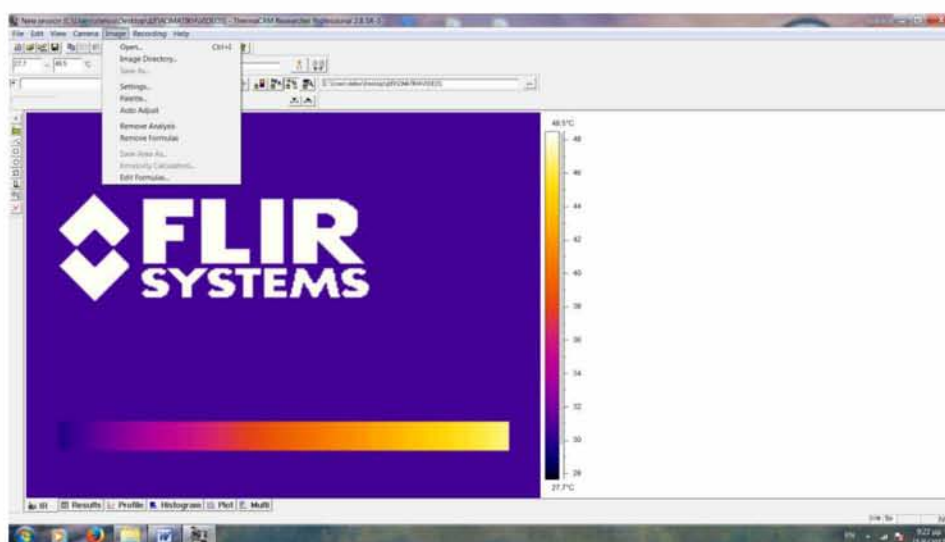 New session
ThermaCAM Researcher Professional 2.8 SR-3
File Edit View Camera Image Recording Help
27.7
48.5 °C
Open... Ctrl+I
Image Directory...
Save As...
Settings...
Palette...
Auto Adjust
Remove Analysis
Remove Formulas
Save Area As...
Emissivity Calculation...
Edit Formulas...
FLIR
SYSTEMS
48.5°C
48
46
44
42
40
38
36
34
32
30
28
27.7°C
IR Results Profile Histogram Plot Multi
EN